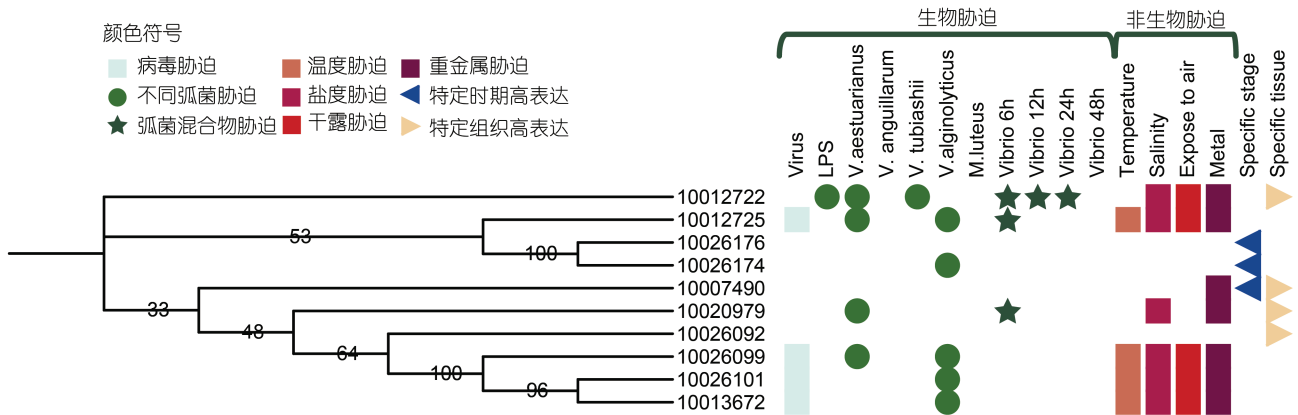 颜色符号
病毒胁迫
不同弧菌胁迫
弧菌混合物胁迫
温度胁迫
盐度胁迫
干露胁迫
重金属胁迫
特定时期高表达
特定组织高表达
生物胁迫
非生物胁迫
Virus
LPS
V.aestuarianus
V. anguillarum
V. tubiashii
V.alginolyticus
M.luteus
Vibrio 6h
Vibrio 12h
Vibrio 24h
Vibrio 48h
Temperature
Salinity
Expose to air
Metal
Specific stage
Specific tissue
10012722
10012725
10026176
10026174
10007490
10020979
10026092
10026099
10026101
10013672
53
100
33
48
64
100
96